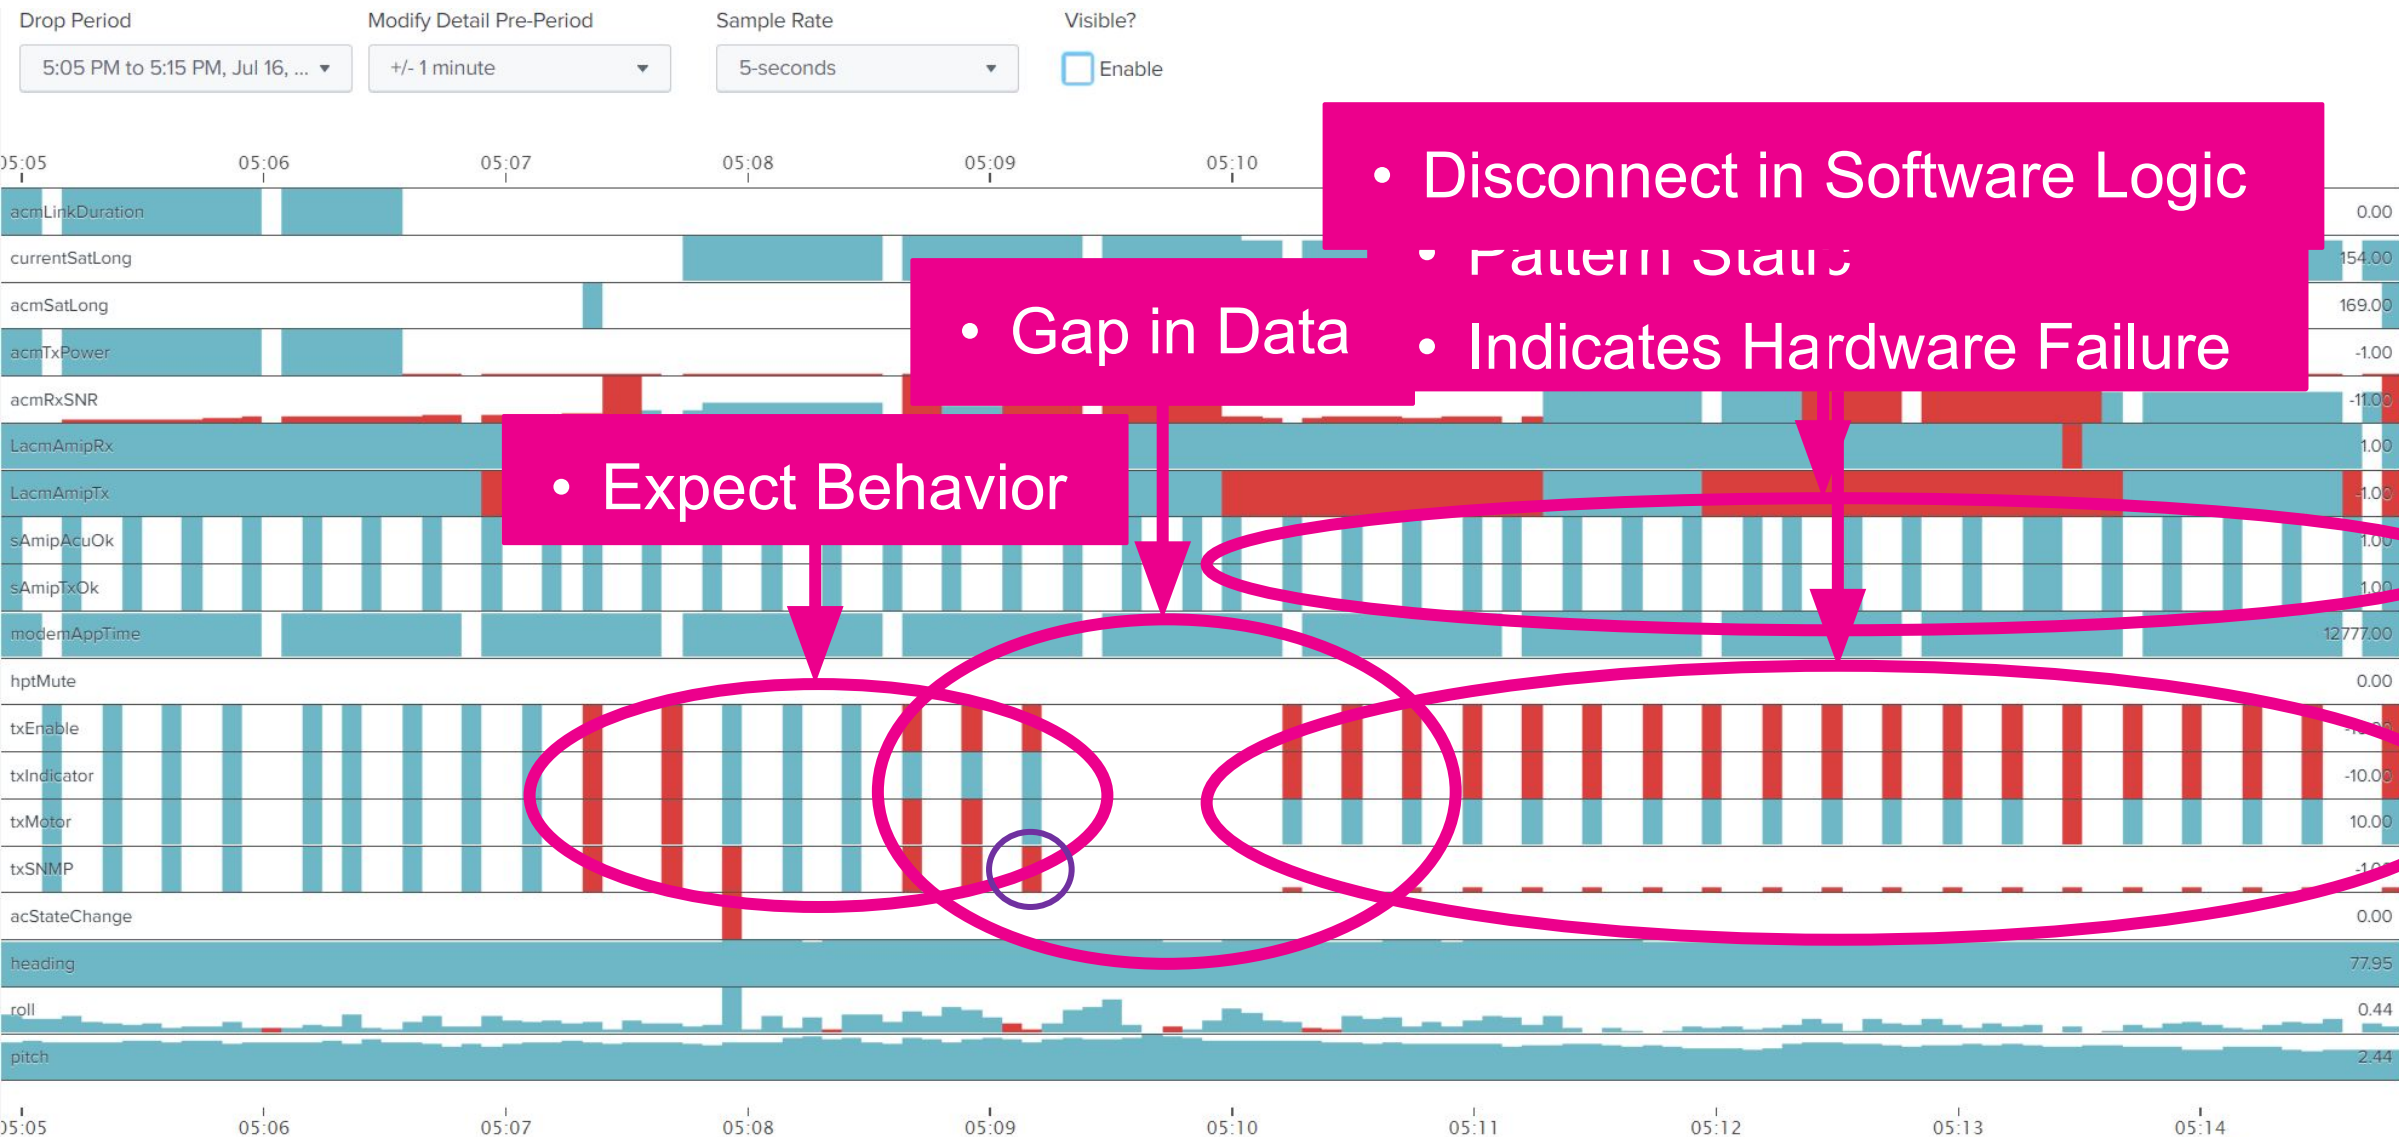 Drop Period
Modify Detail Pre-Period
Sample Rate
Visible?
5:05 PM to 5:15 PM, Jul 16, ...
+/- 1 minute
5-seconds
Enable
05:05 05:06 05:07 05:08 05:09 05:10
• Disconnect in Software Logic
• Pattern Static
• Indicates Hardware Failure
• Gap in Data
• Expect Behavior
acmLinkDuration 0.00
currentSatLong 154.00
acmSatLong 169.00
acmTxPower -1.00
acmRxSNR -11.00
LacmAmipRx 1.00
LacmAmipTx -1.00
sAmipAcuOk 1.00
sAmipTxOk 1.00
modemAppTime 12777.00
hptMute 0.00
txEnable
txIndicator -10.00
txMotor 10.00
txSNMP
acStateChange 0.00
heading 77.95
roll 0.44
pitch 2.44
05:05 05:06 05:07 05:08 05:09 05:10 05:11 05:12 05:13 05:14